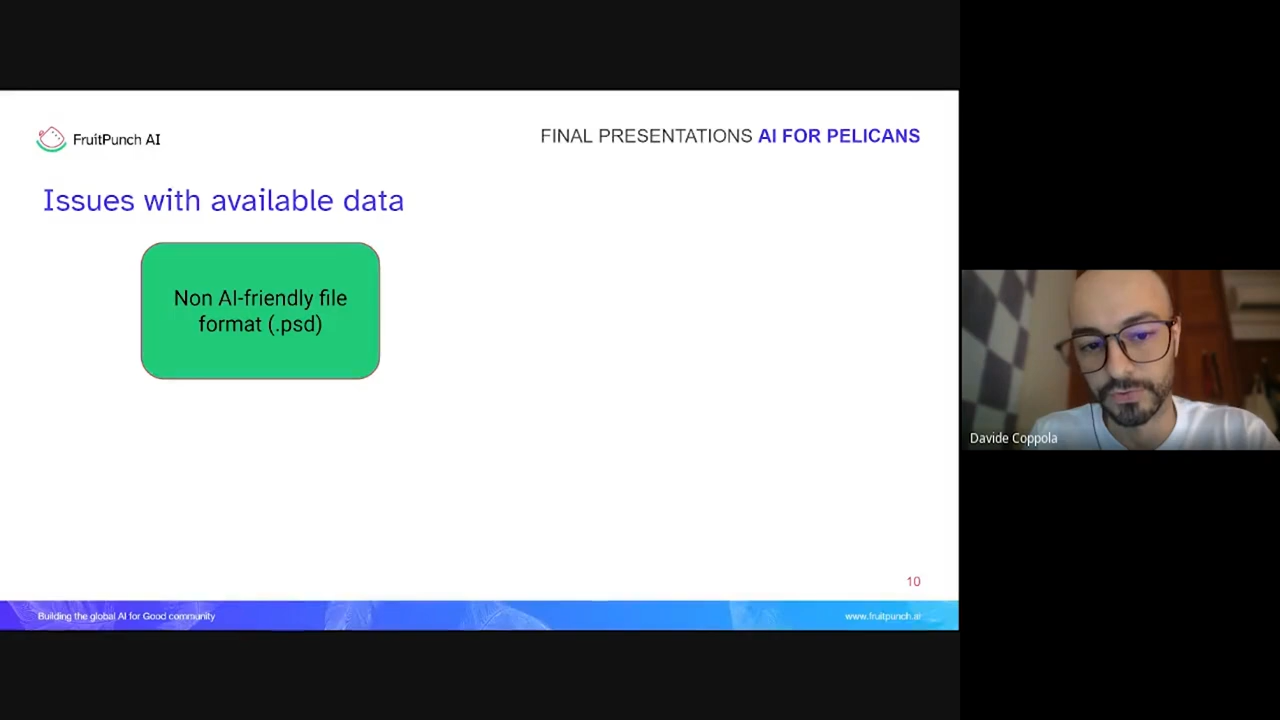 FruitPunch AI
FINAL PRESENTATIONS AI FOR PELICANS
Issues with available data
Non AI-friendly file
format (.psd)
Davide Coppola
10
Building the global AI for Good community
www.fruitpunch.ai